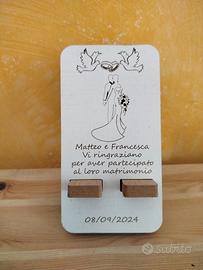 Matteo e Francesca
Vi ringraziano
per aver partecipato
al loro matrimonio
08/09/2024
subito